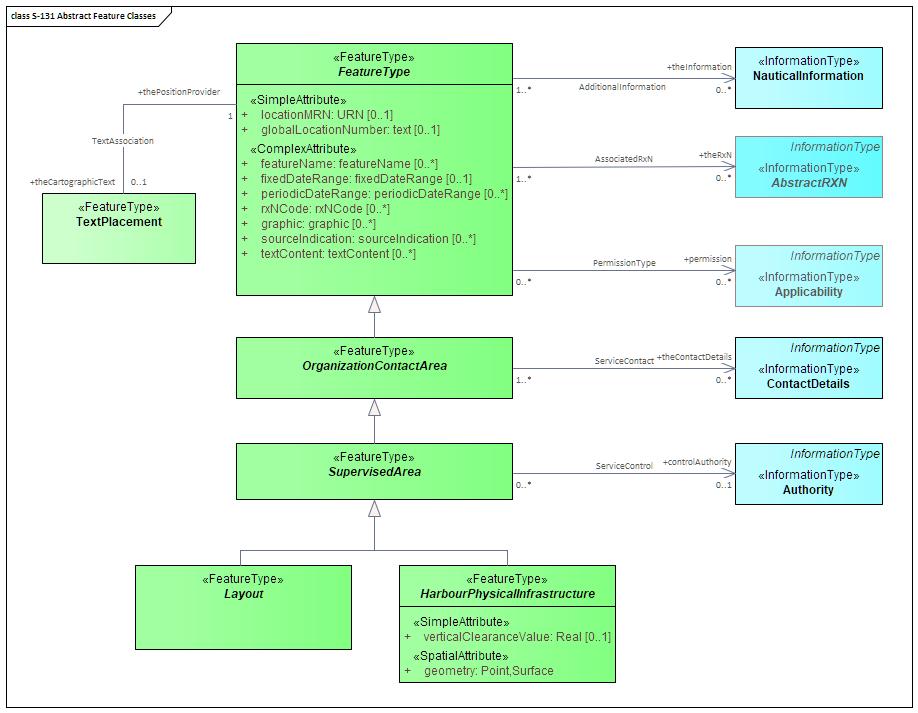 class S-131 Abstract Feature Classes
«FeatureType»
FeatureType
«SimpleAttribute»
+ locationMRN: URN [0..1]
+ globalLocationNumber: text [0..1]
«ComplexAttribute»
+ featureName: featureName [0..*]
+ fixedDateRange: fixedDateRange [0..1]
+ periodicDateRange: periodicDateRange [0..*]
+ rxNCode: rxNCode [0..*]
+ graphic: graphic [0..*]
+ sourceIndication: sourceIndication [0..*]
+ textContent: textContent [0..*]
+thePositionProvider
1
TextAssociation
+theCartographicText
0..1
«FeatureType»
TextPlacement
+theInformation
1..*
AdditionalInformation
0..*
«InformationType»
NauticalInformation
AssociatedRxN
+theRxN
1..*
0..*
InformationType
«InformationType»
AbstractRXN
PermissionType
+permission
0..*
0..*
InformationType
«InformationType»
Applicability
«FeatureType»
OrganizationContactArea
ServiceContact
+theContactDetails
1..*
0..*
InformationType
«InformationType»
ContactDetails
«FeatureType»
SupervisedArea
ServiceControl
+controlAuthority
0..*
0..1
InformationType
«InformationType»
Authority
«FeatureType»
Layout
«FeatureType»
HarbourPhysicalInfrastructure
«SimpleAttribute»
+ verticalClearanceValue: Real [0..1]
«SpatialAttribute»
+ geometry: Point,Surface